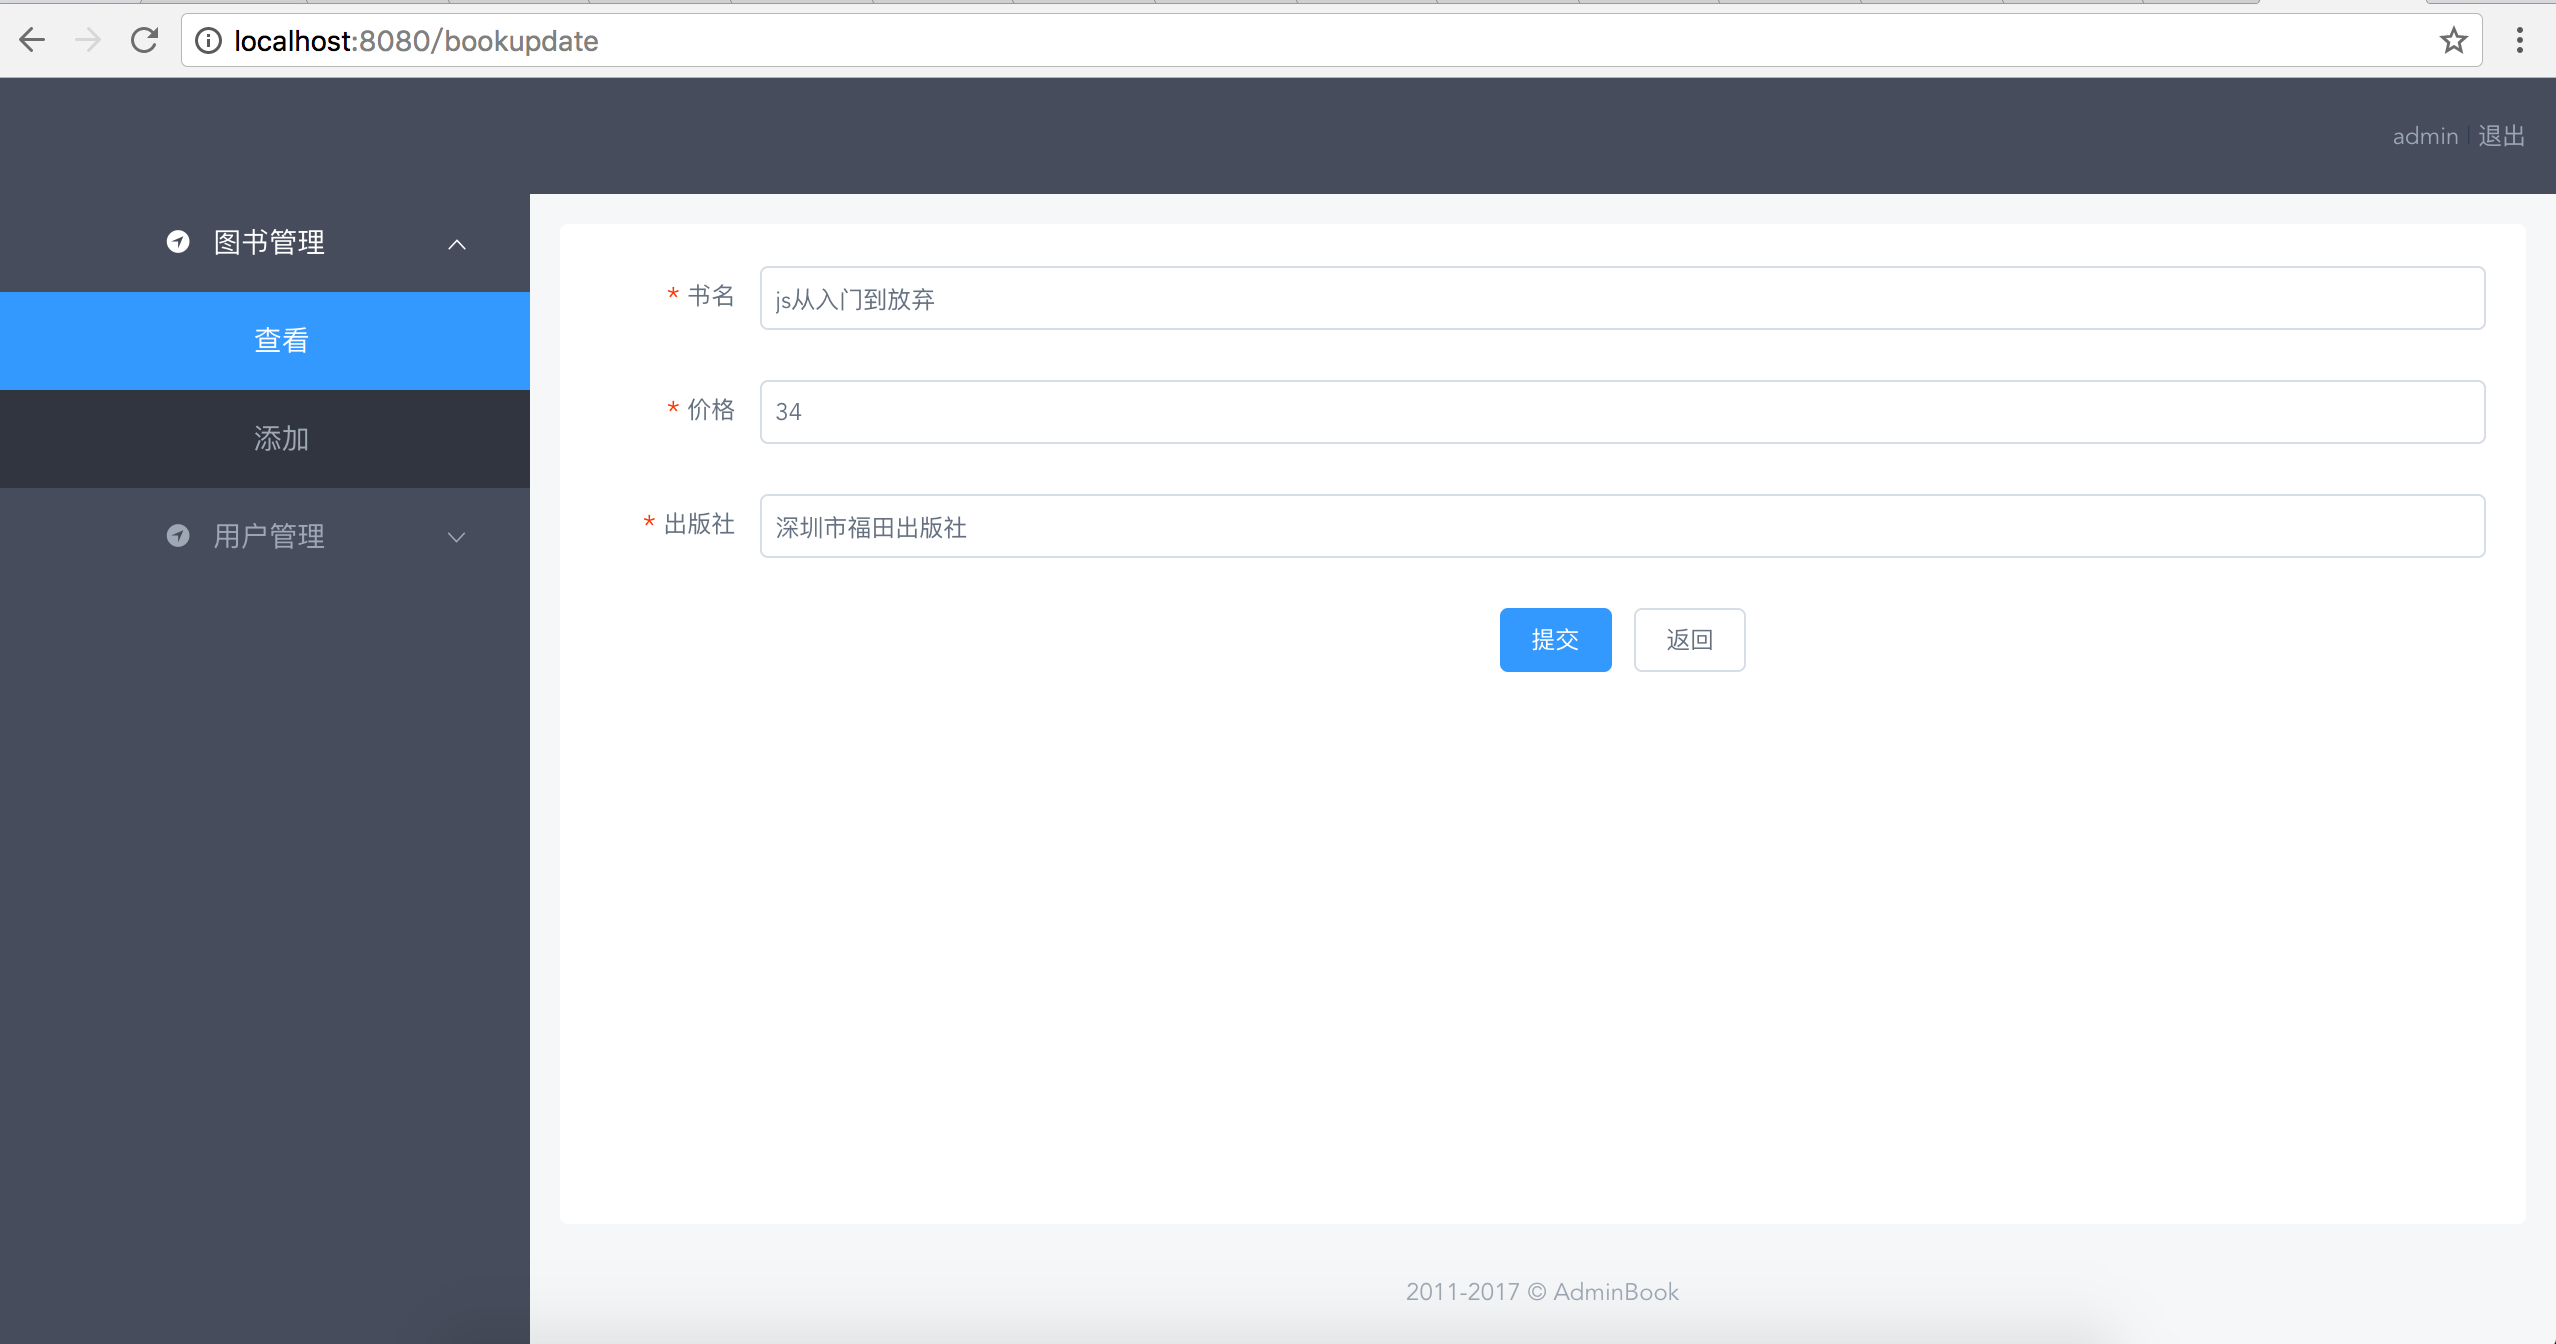 localhost:8080/bookupdate
admin | 退出
图书管理
查看
添加
用户管理
* 书名 js从入门到放弃
* 价格 34
* 出版社 深圳市福田出版社
提交 返回
2011-2017 © AdminBook